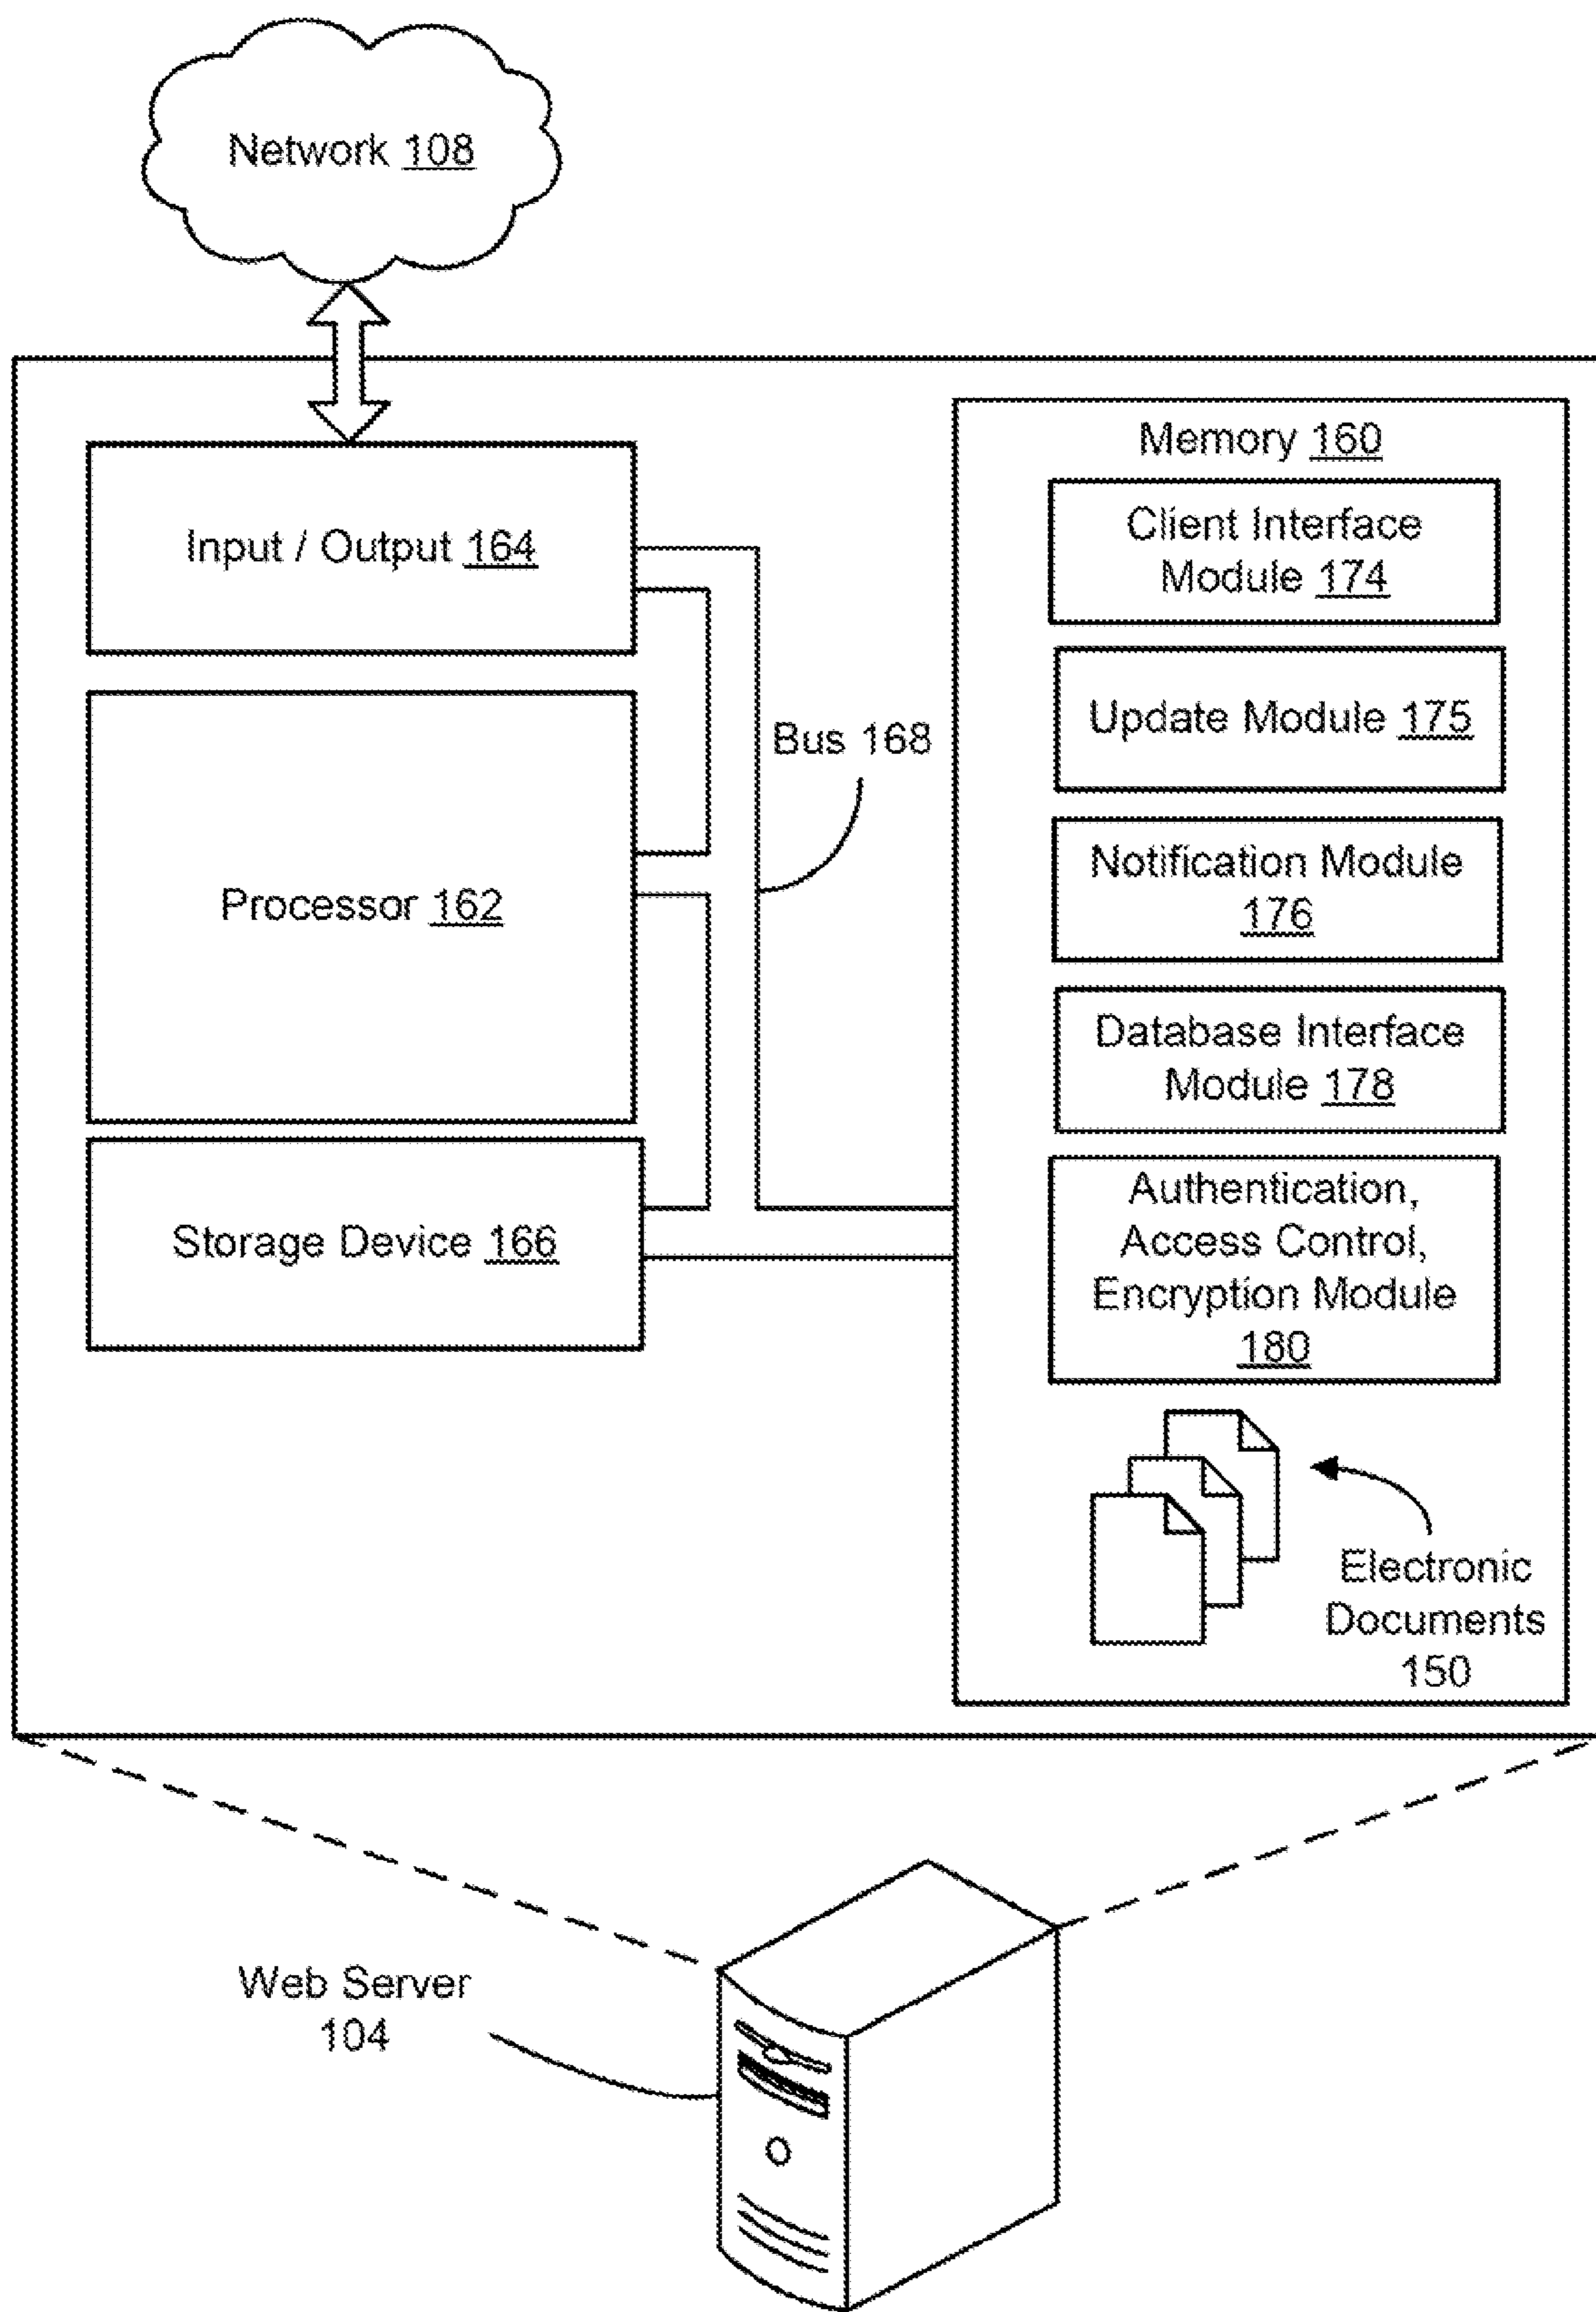 Network 108
Memory 160
Client Interface
Module 174
Input / Output 164
Update Module 175
Bus 168
Notification Module
176
Processor 162
Database Interface
Module 178
Authentication,
Access Control,
Encryption Module
180
Storage Device 166
Electronic
Documents
150
Web Server
104